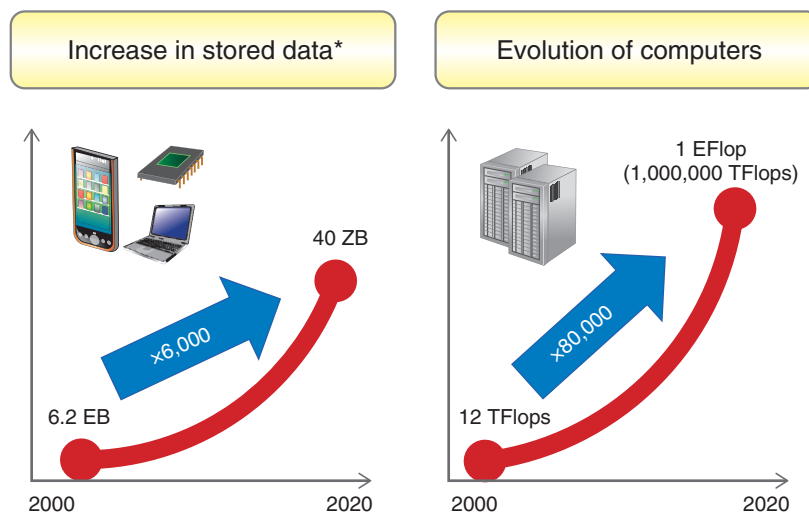 Increase in stored data*
40 ZB
×6,000
6.2 EB
2000
2020
Evolution of computers
1 EFlop
(1,000,000 TFlops)
×80,000
12 TFlops
2000
2020